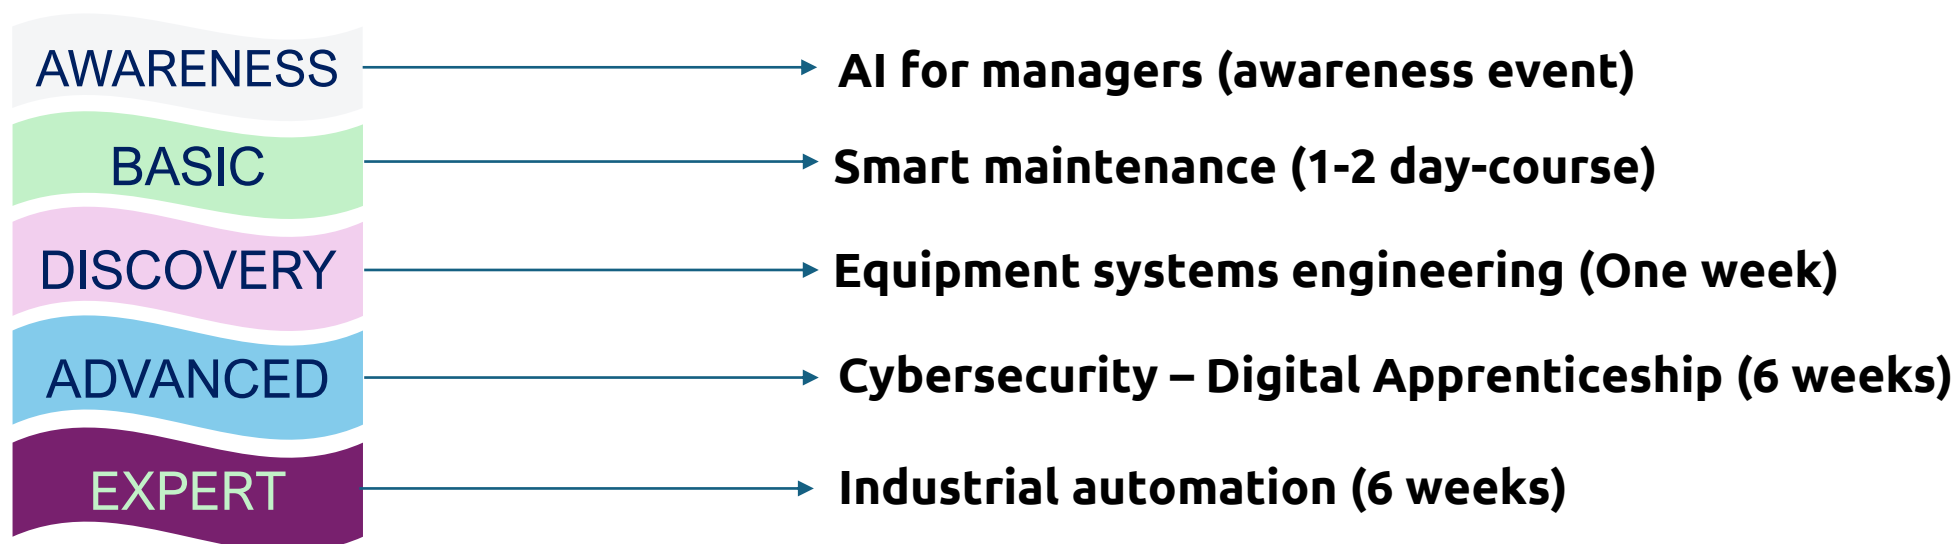 AWARENESS
AI for managers (awareness event)
BASIC
Smart maintenance (1-2 day-course)
DISCOVERY
Equipment systems engineering (One week)
ADVANCED
Cybersecurity – Digital Apprenticeship (6 weeks)
EXPERT
Industrial automation (6 weeks)